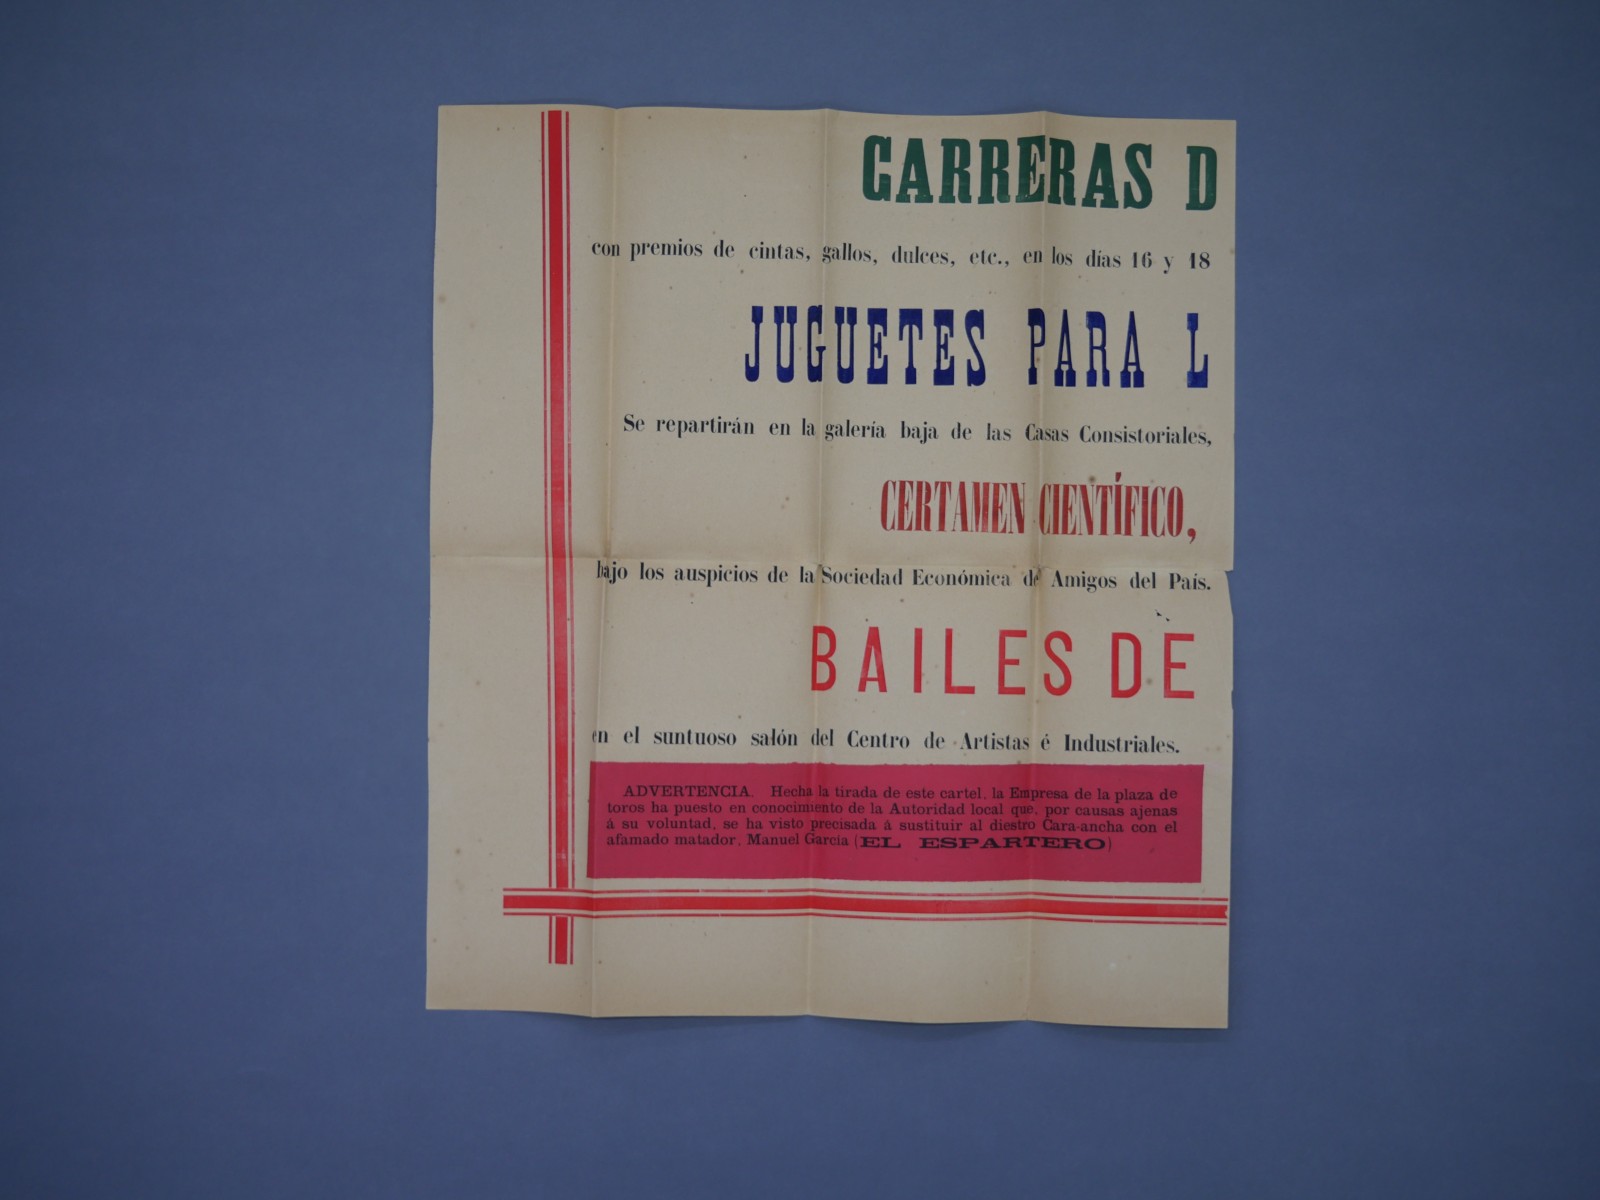 CARRERAS D
con premios de cintas, gallos, dulces, etc., en los días 16 y 18
JUGUETES PARA L
Se repartirán en la galería baja de las Casas Consistoriales,
CERTAMEN CIENTÍFICO,
bajo los auspicios de la Sociedad Económica de Amigos del País.
BAILES DE
en el suntuoso salón del Centro de Artistas é Industriales.
ADVERTENCIA. Hecha la tirada de este cartel, la Empresa de la plaza de
toros ha puesto en conocimiento de la Autoridad local que, por causas ajenas
á su voluntad, se ha visto precisada á sustituir al diestro Cara-ancha con el
afamado matador, Manuel García (EL ESPARTERO)